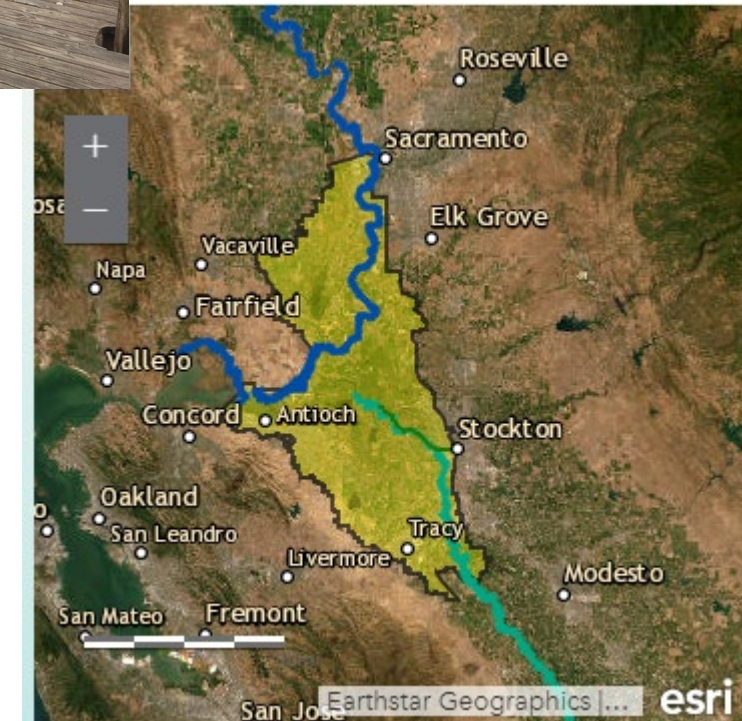 Roseville
+
Sacramento
–
Elk Grove
Vacaville
Napa
Fairfield
Vallejo
Concord
Antioch
Stockton
Oakland
San Leandro
Tracy
Livermore
Modesto
San Mateo
Fremont
San Jose
Earthstar Geographics |...
esri